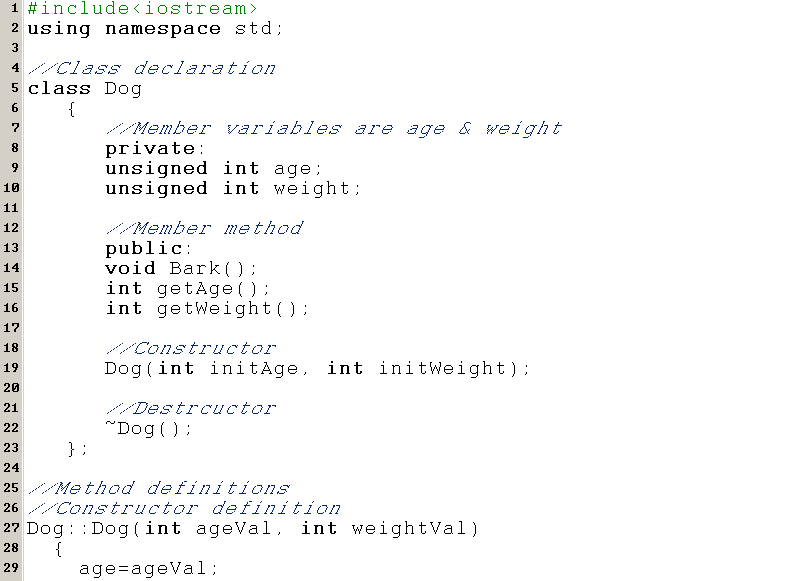 1 #include<iostream>
2 using namespace std;
3
4 //Class declaration
5 class Dog
6 {
7 //Member variables are age & weight
8 private:
9 unsigned int age;
10 unsigned int weight;
11
12 //Member method
13 public:
14 void Bark();
15 int getAge();
16 int getWeight();
17
18 //Constructor
19 Dog(int initAge, int initWeight);
20
21 //Destrcuctor
22 ~Dog();
23 };
24
25 //Method definitions
26 //Constructor definition
27 Dog::Dog(int ageVal, int weightVal)
28 {
29 age=ageVal;